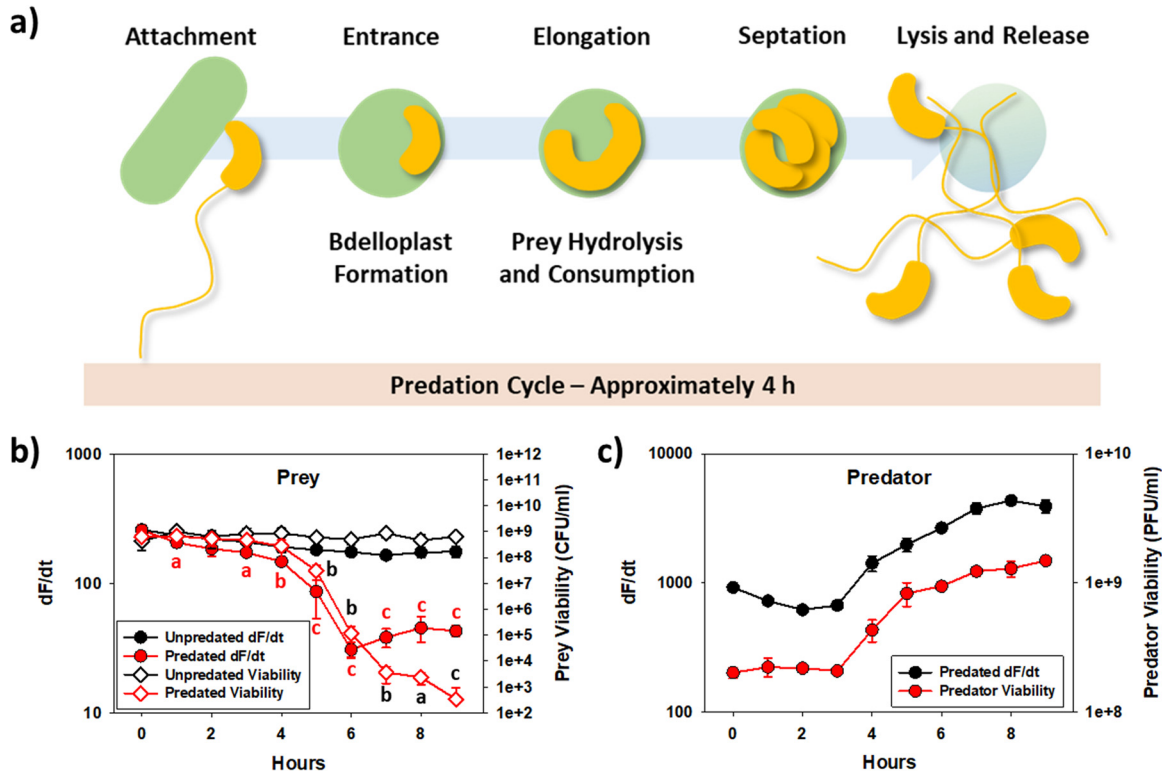 a)
Attachment
Entrance
Elongation
Septation
Lysis and Release
Bdelloplast
Formation
Prey Hydrolysis
and Consumption
Predation Cycle – Approximately 4 h
b)
Prey
1000
100
10
dF/dt
1e+12
1e+11
1e+10
1e+9
1e+8
1e+7
1e+6
1e+5
1e+4
1e+3
1e+2
Prey Viability (CFU/ml)
a
a
b
c
c
c
c
c
b
b
b
a
c
Unpredated dF/dt
Predated dF/dt
Unpredated Viability
Predated Viability
0
2
4
6
8
Hours
c)
Predator
10000
1000
100
dF/dt
1e+10
1e+9
1e+8
Predator Viability (PFU/ml)
Predated dF/dt
Predator Viability
0
2
4
6
8
Hours